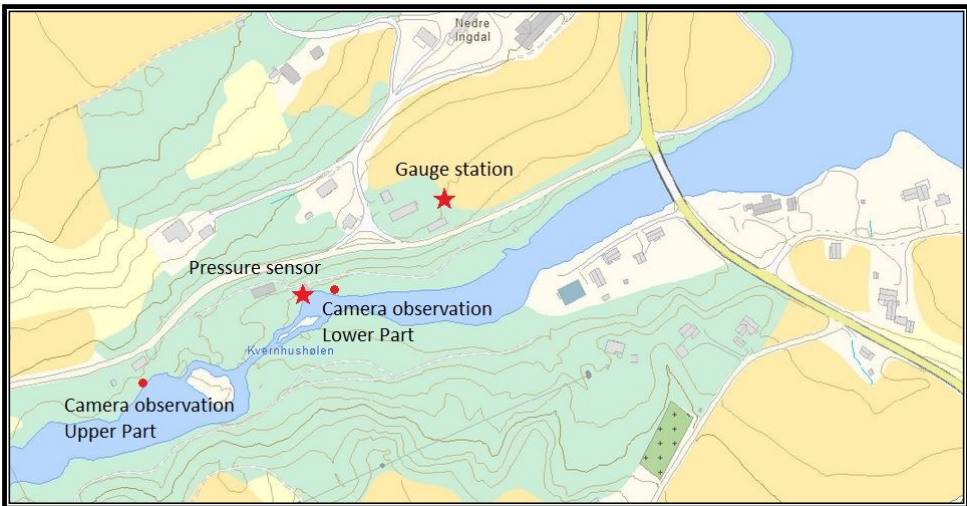 Nedre
Ingdal
Gauge station
Pressure sensor
Camera observation
Lower Part
Kvernhushølen
Camera observation
Upper Part